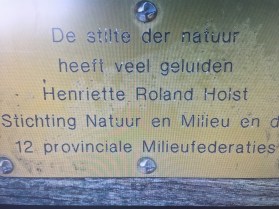 De stilte der natuur
heeft veel geluiden
Henriette Roland Holst
Stichting Natuur en Milieu en d
12 provinciale Milieufederaties